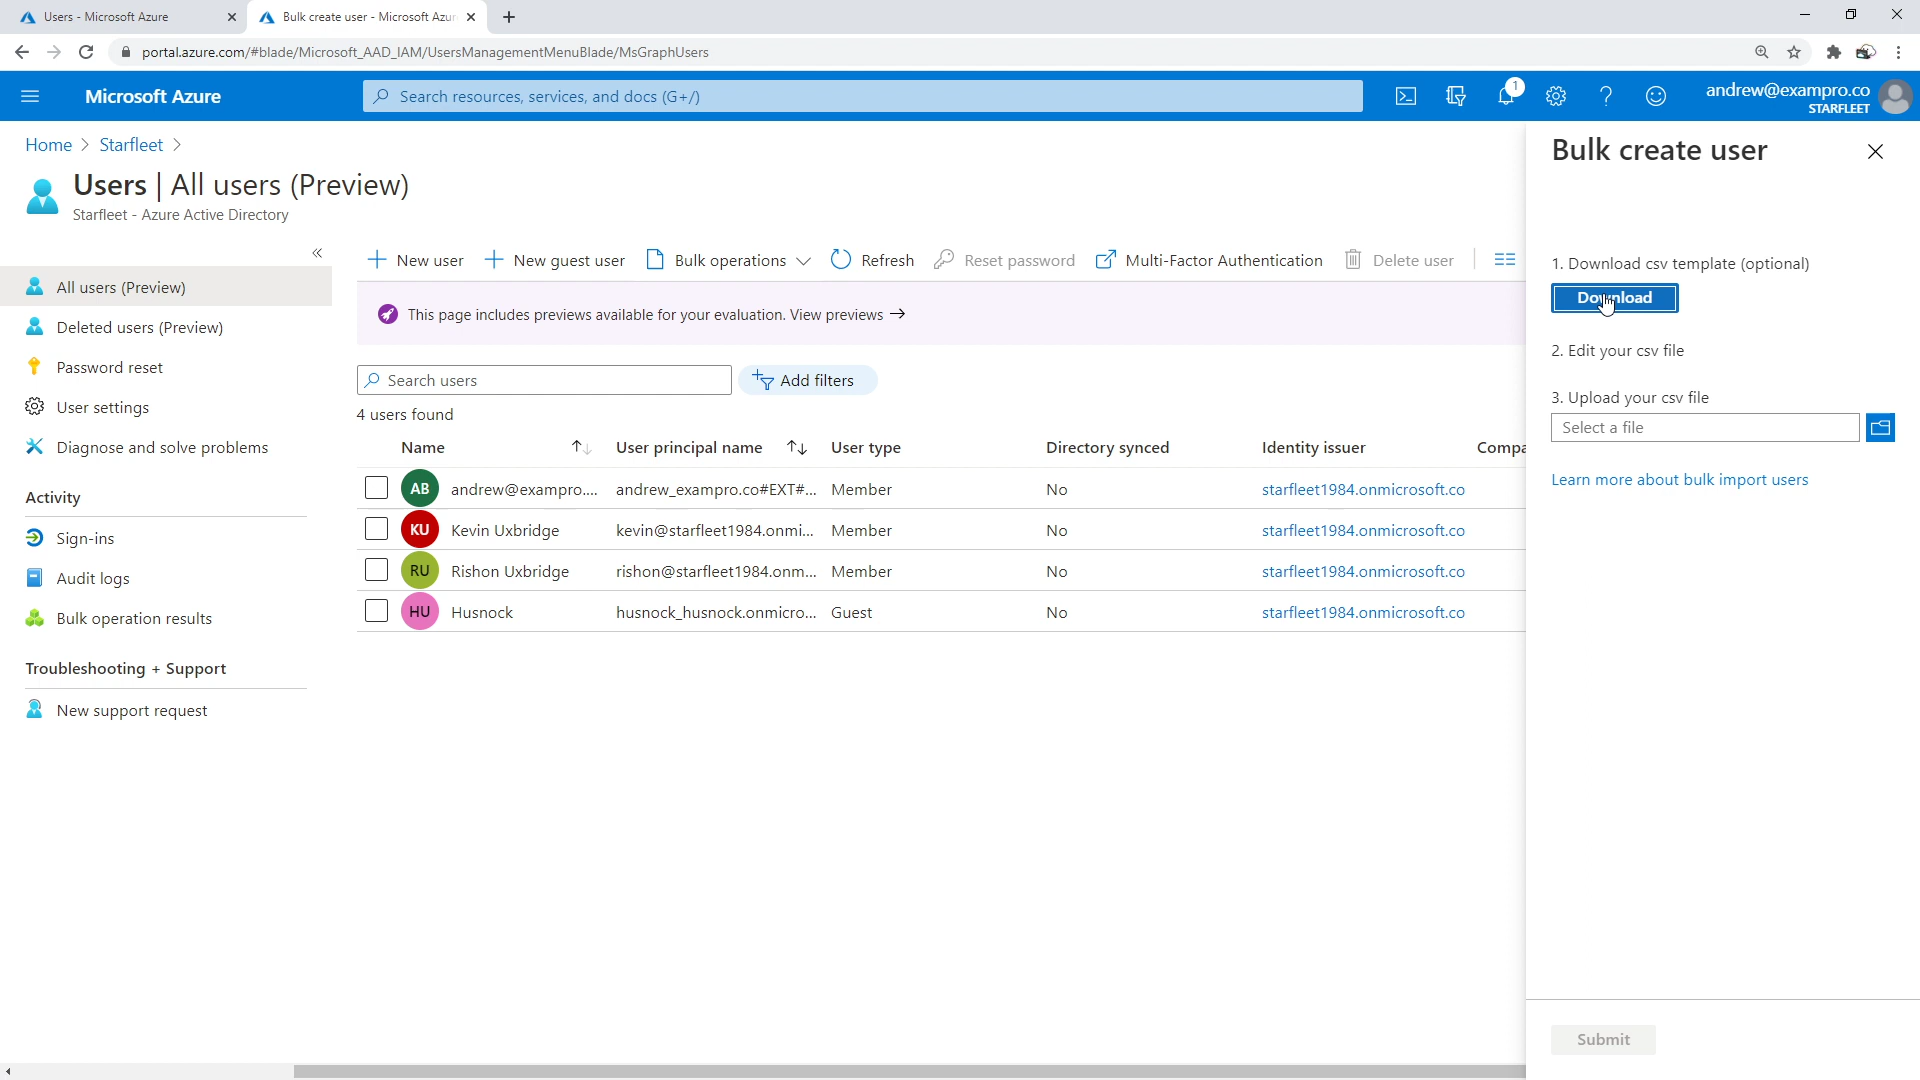 Users - Microsoft Azure
Bulk create user - Microsoft Azur
portal.azure.com/#blade/Microsoft_AAD_IAM/UsersManagementMenuBlade/MsGraphUsers
Microsoft Azure
Search resources, services, and docs (G+/)
1
andrew@exampro.co
STARFLEET
Home > Starfleet >
Users | All users (Preview)
Starfleet - Azure Active Directory
All users (Preview)
Deleted users (Preview)
Password reset
User settings
Diagnose and solve problems
Activity
Sign-ins
Audit logs
Bulk operation results
Troubleshooting + Support
New support request
New user
New guest user
Bulk operations
Refresh
Reset password
Multi-Factor Authentication
Delete user
This page includes previews available for your evaluation. View previews →
Search users
Add filters
4 users found
Name User principal name User type Directory synced Identity issuer Compa
AB andrew@exampro.... andrew_exampro.co#EXT#... Member No starfleet1984.onmicrosoft.co
KU Kevin Uxbridge kevin@starfleet1984.onmi... Member No starfleet1984.onmicrosoft.co
RU Rishon Uxbridge rishon@starfleet1984.onm... Member No starfleet1984.onmicrosoft.co
HU Husnock husnock_husnock.onmicro... Guest No starfleet1984.onmicrosoft.co
Bulk create user
1. Download csv template (optional)
Download
2. Edit your csv file
3. Upload your csv file
Select a file
Learn more about bulk import users
Submit